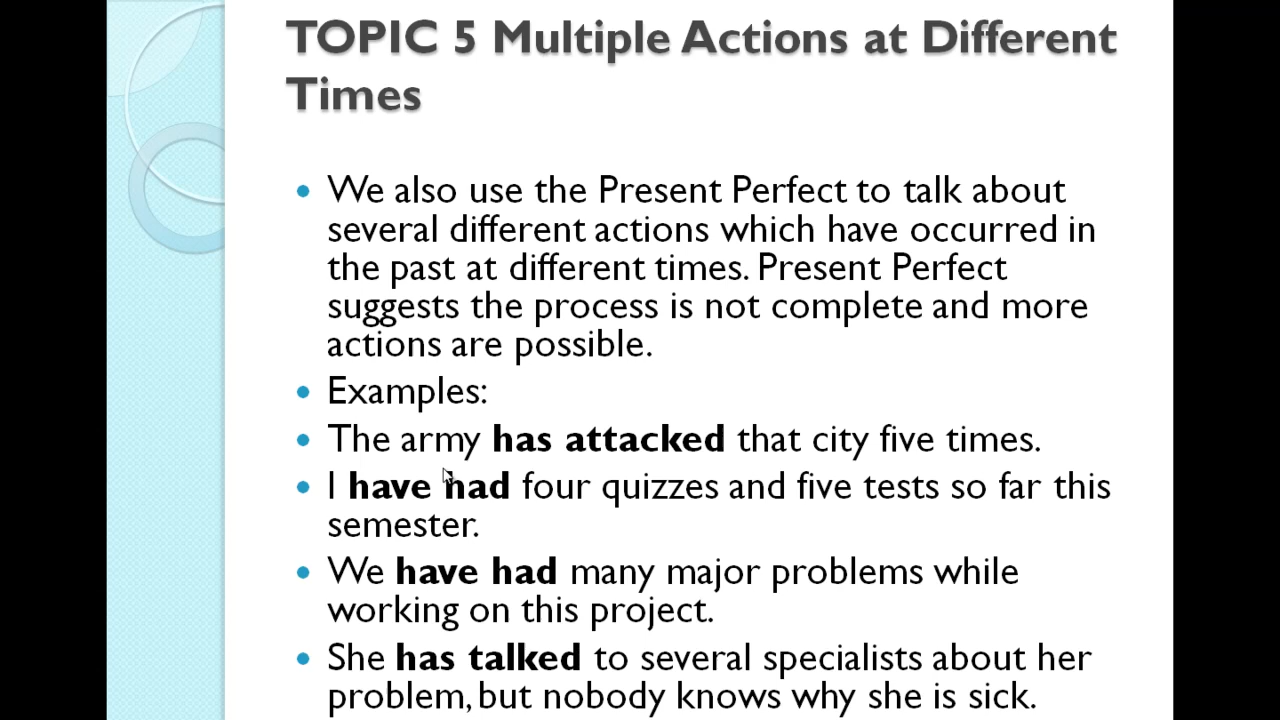 TOPIC 5 Multiple Actions at Different
Times
• We also use the Present Perfect to talk about
several different actions which have occurred in
the past at different times. Present Perfect
suggests the process is not complete and more
actions are possible.
• Examples:
• The army has attacked that city five times.
• I have had four quizzes and five tests so far this
semester.
• We have had many major problems while
working on this project.
• She has talked to several specialists about her
problem, but nobody knows why she is sick.